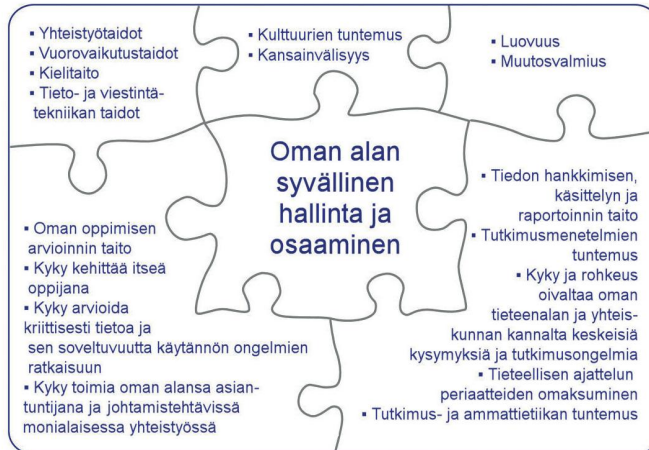 ▪ Yhteistyötaidot
▪ Vuorovaikutustaidot
▪ Kielitaito
▪ Tieto- ja viestintä-
tekniikan taidot
▪ Kulttuurien tuntemus
▪ Kansainvälisyys
▪ Luovuus
▪ Muutosvalmius
Oman alan
syvällinen
hallinta ja
osaaminen
▪ Oman oppimisen
arvioinnin taito
▪ Kyky kehittää itseä
oppijana
▪ Kyky arvioida
kriittisesti tietoa ja
sen soveltuvuutta käytännön ongelmien
ratkaisuun
▪ Kyky toimia oman alansa asian-
tuntijana ja johtamistehtävissä
monialaisessa yhteistyössä
▪ Tiedon hankkimisen,
käsittelyn ja
raportoinnin taito
▪ Tutkimusmenetelmien
tuntemus
▪ Kyky ja rohkeus
oivaltaa oman
tieteenalan ja yhteis-
kunnan kannalta keskeisiä
kysymyksiä ja tutkimusongelmia
▪ Tieteellisen ajattelun
periaatteiden omaksuminen
▪ Tutkimus- ja ammattietiikan tuntemus